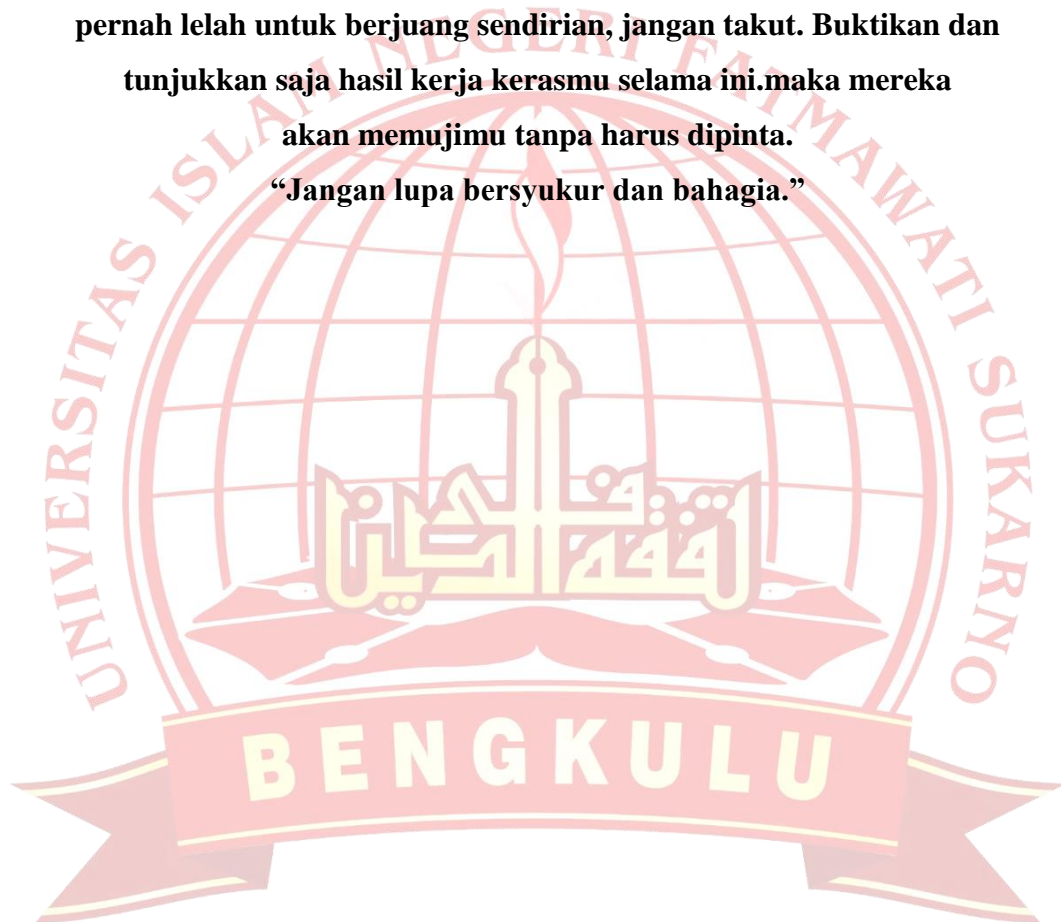 pernah lelah untuk berjuang sendirian, jangan takut. Buktikan dan
tunjukkan saja hasil kerja kerasmu selama ini.maka mereka
akan memujimu tanpa harus dipinta.
“Jangan lupa bersyukur dan bahagia.”
UNIVERSITAS ISLAM NEGERI FATMAWATI SUKARNO
BENGKULU